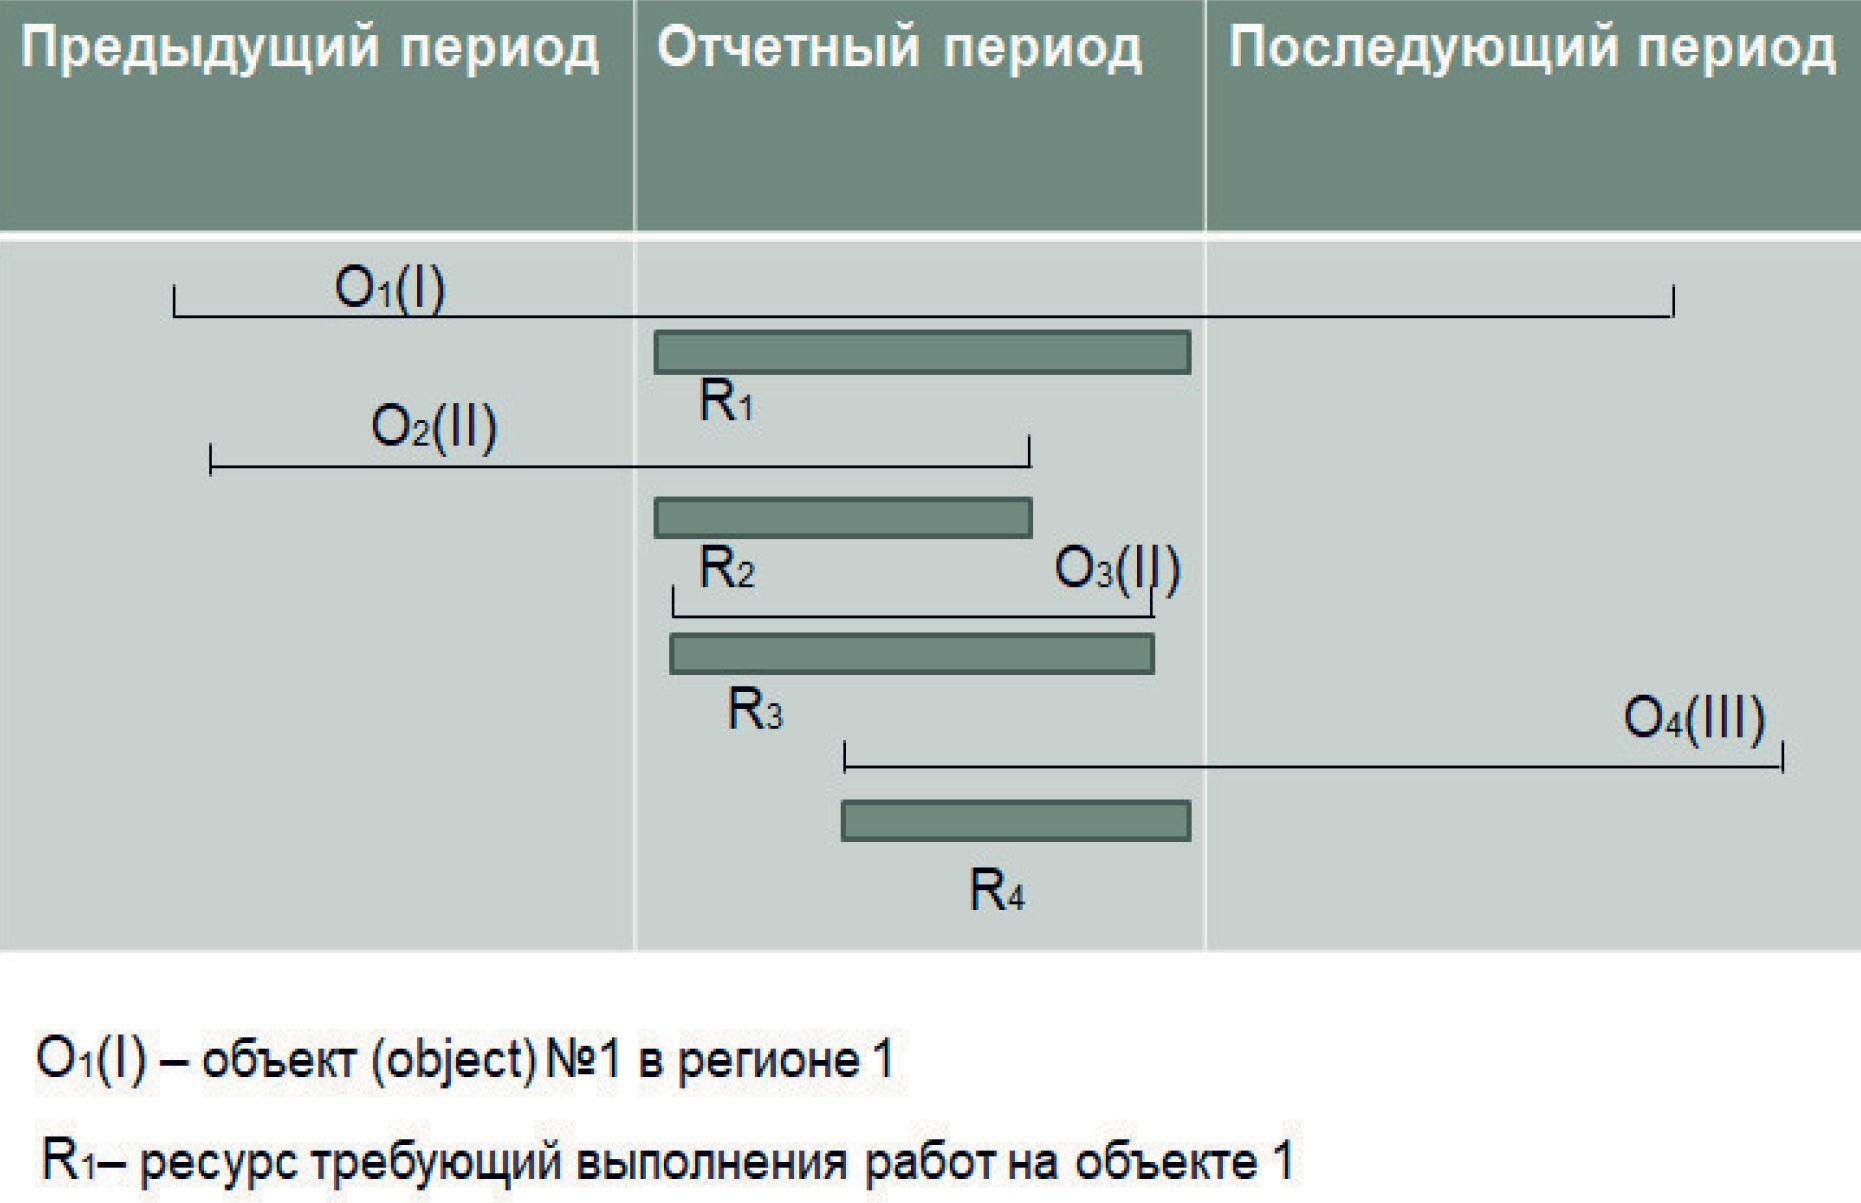 Предыдущий период
Отчетный период
Последующий период
O1(I)
R1
O2(II)
R2
O3(II)
R3
O4(III)
R4
O1(I) – объект (object) №1 в регионе 1
R1– ресурс требующий выполнения работ на объекте 1